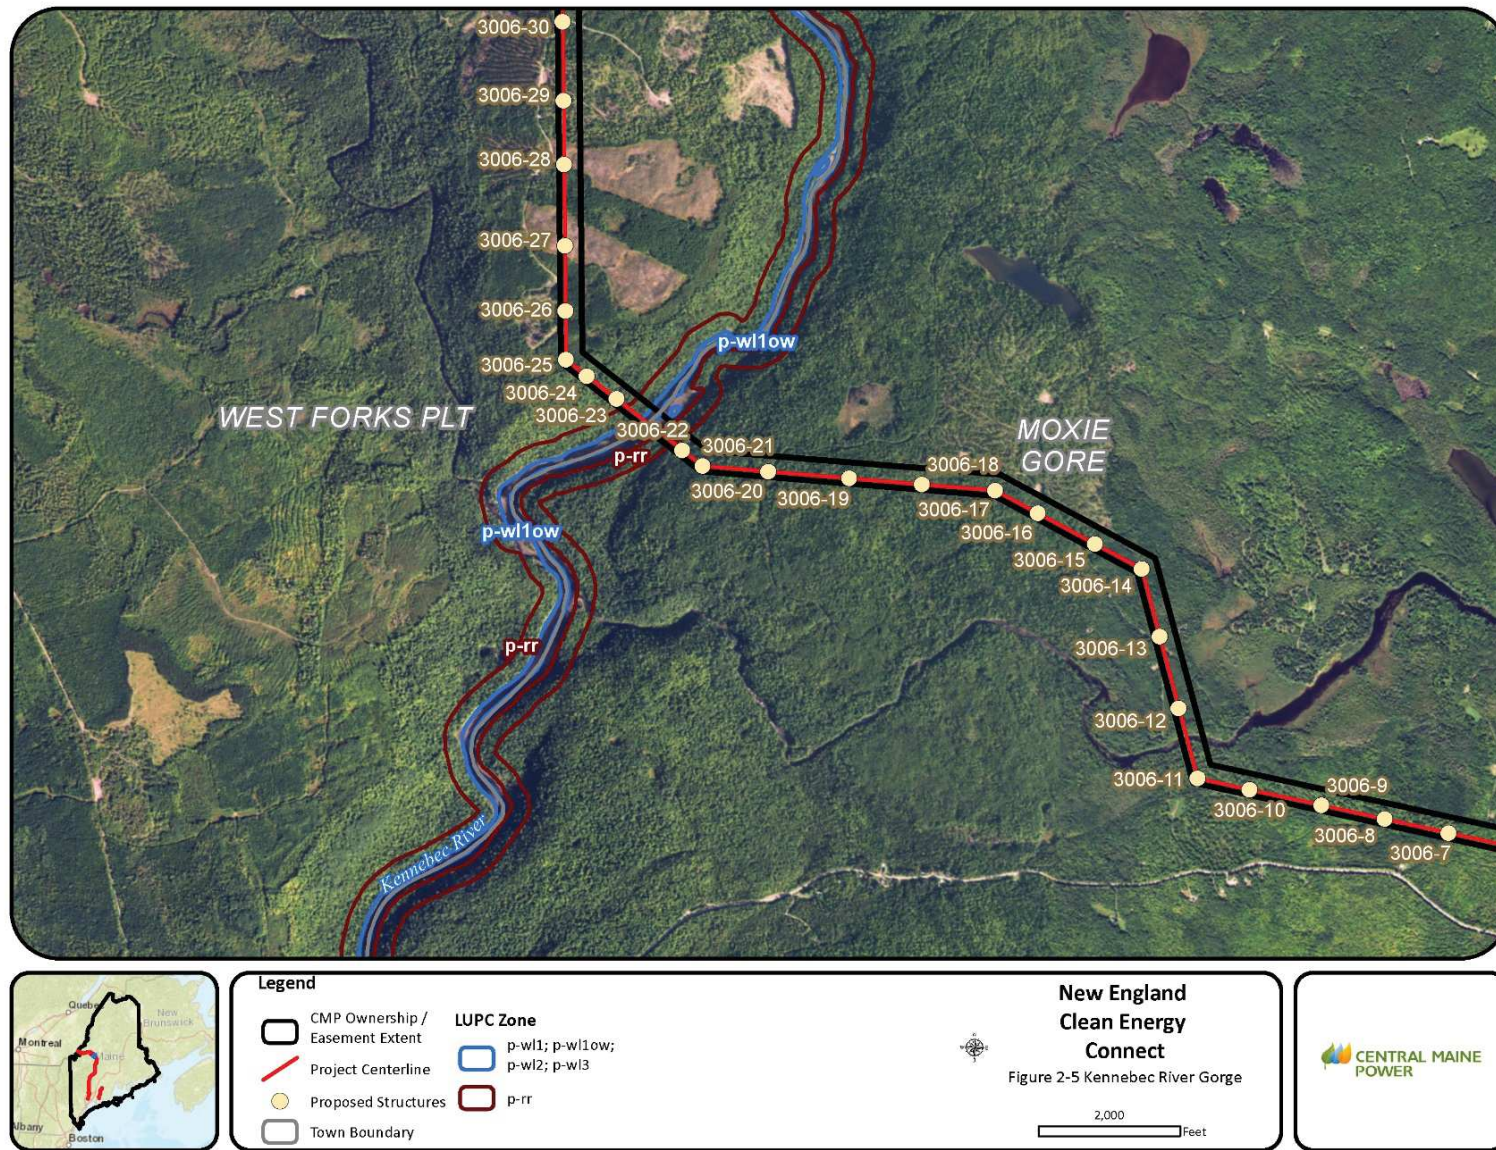 3006-30
3006-29
3006-28
3006-27
3006-26
3006-25
3006-24
3006-23
3006-22
3006-21
3006-20
3006-19
3006-18
3006-17
3006-16
3006-15
3006-14
3006-13
3006-12
3006-11
3006-10
3006-9
3006-8
3006-7
p-wl1ow
WEST FORKS PLT
MOXIE
GORE
p-rr
p-wl1ow
p-rr
Kennebec River
Quebec
New
Brunswick
Montreal
Maine
Albany
Boston
Legend
CMP Ownership /
Easement Extent
Project Centerline
Proposed Structures
Town Boundary
LUPC Zone
p-wl1; p-wl1ow;
p-wl2; p-wl3
p-rr
New England
Clean Energy
Connect
Figure 2-5 Kennebec River Gorge
2,000
Feet
CENTRAL MAINE
POWER